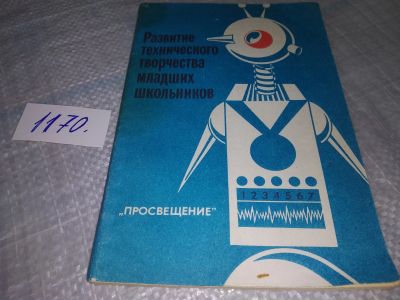 Развитие
технического
творчества
младших
школьников
1170.
1234567
„ПРОСВЕЩЕНИЕ"